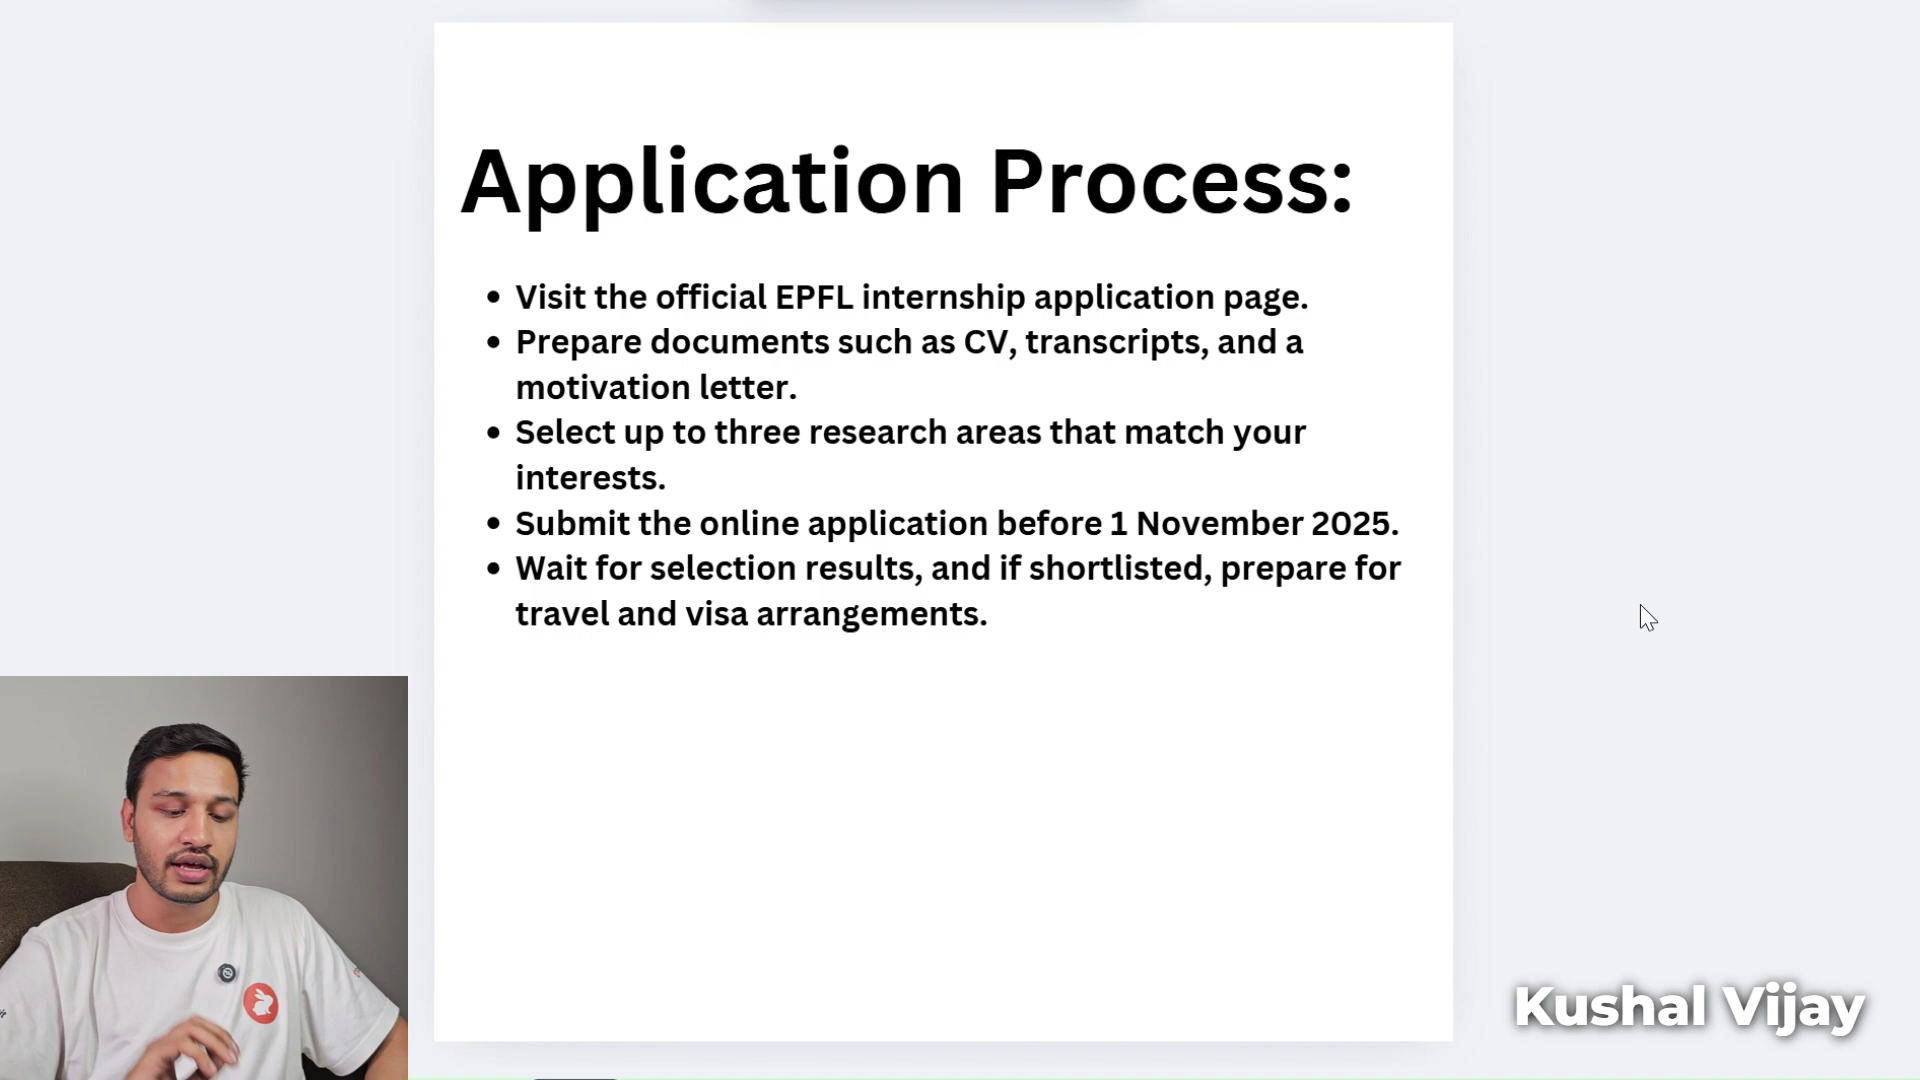 Application Process:
• Visit the official EPFL internship application page.
• Prepare documents such as CV, transcripts, and a
motivation letter.
• Select up to three research areas that match your
interests.
• Submit the online application before 1 November 2025.
• Wait for selection results, and if shortlisted, prepare for
travel and visa arrangements.
Kushal Vijay